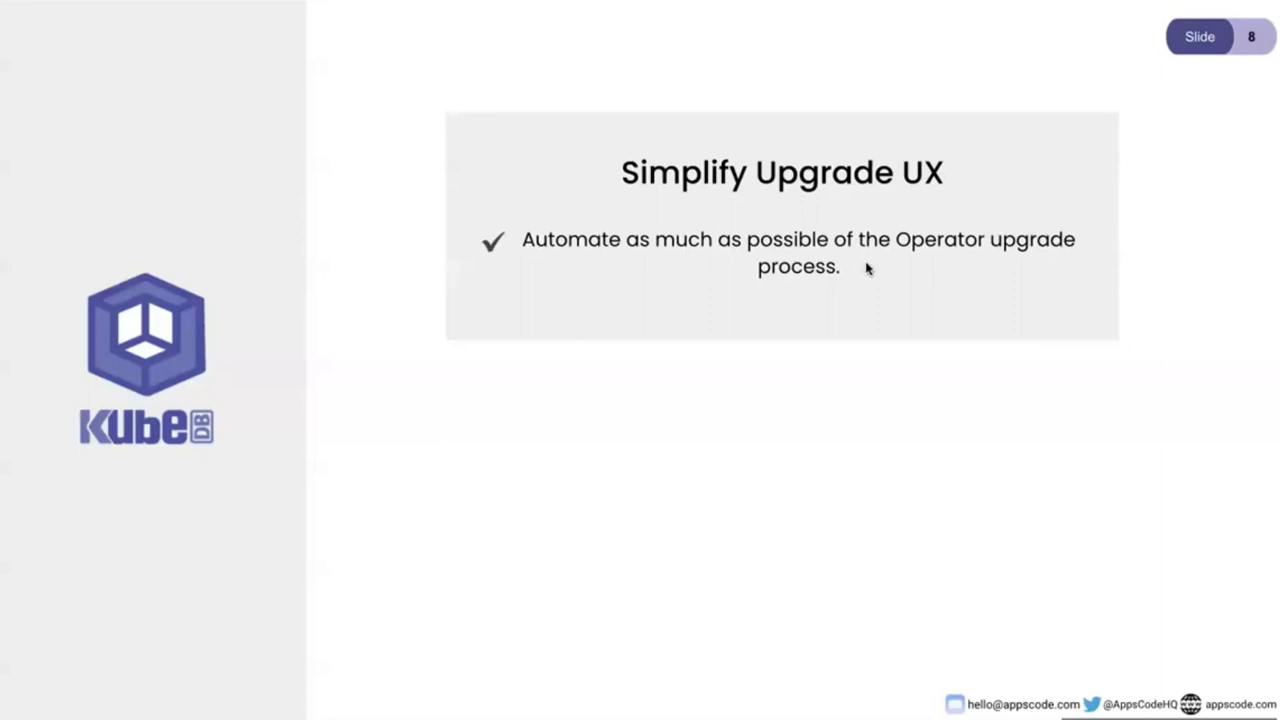 Slide 8
Simplify Upgrade UX
✓ Automate as much as possible of the Operator upgrade
process.
KubeDB
hello@appscode.com @AppsCodeHQ appscode.com